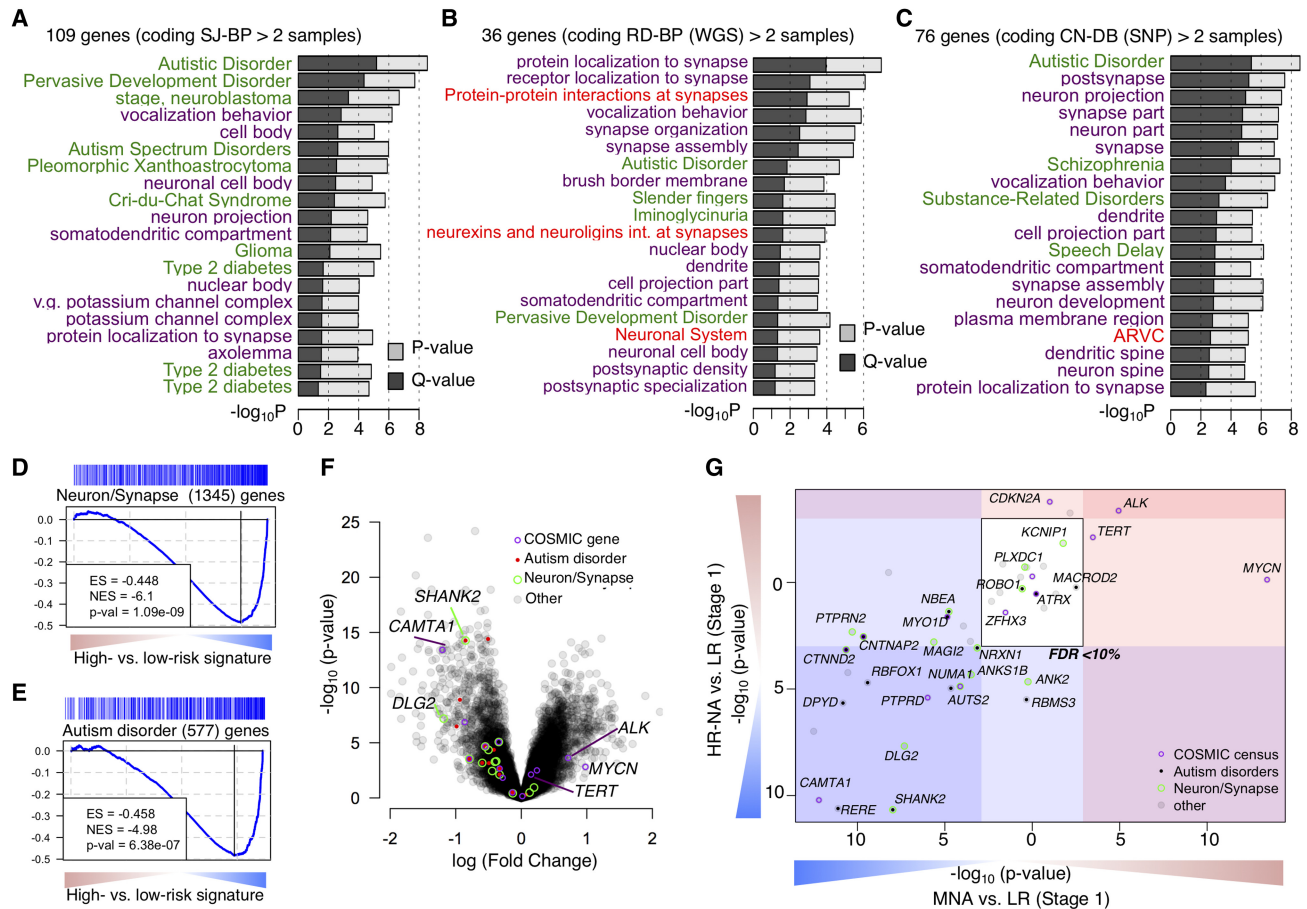 A
109 genes (coding SJ-BP > 2 samples)
Autistic Disorder
Pervasive Development Disorder
stage, neuroblastoma
vocalization behavior
cell body
Autism Spectrum Disorders
Pleomorphic Xanthoastrocytoma
neuronal cell body
Cri-du-Chat Syndrome
neuron projection
somatodendritic compartment
Glioma
Type 2 diabetes
nuclear body
v.g. potassium channel complex
potassium channel complex
protein localization to synapse
axolemma
Type 2 diabetes
Type 2 diabetes
P-value
Q-value
-log10P
0 2 4 6 8
B
36 genes (coding RD-BP (WGS) > 2 samples)
protein localization to synapse
receptor localization to synapse
Protein-protein interactions at synapses
vocalization behavior
synapse organization
synapse assembly
Autistic Disorder
brush border membrane
Slender fingers
Iminoglycinuria
neurexins and neuroligins int. at synapses
nuclear body
dendrite
cell projection part
somatodendritic compartment
Pervasive Development Disorder
Neuronal System
neuronal cell body
postsynaptic density
postsynaptic specialization
P-value
Q-value
-log10P
0 2 4 6
C
76 genes (coding CN-DB (SNP) > 2 samples)
Autistic Disorder
postsynapse
neuron projection
synapse part
neuron part
synapse
Schizophrenia
vocalization behavior
Substance-Related Disorders
dendrite
cell projection part
Speech Delay
somatodendritic compartment
synapse assembly
neuron development
plasma membrane region
ARVC
dendritic spine
neuron spine
protein localization to synapse
-log10P
0 2 4 6 8
D
Neuron/Synapse (1345) genes
0.0
-0.1
-0.2
-0.3
-0.4
-0.5
ES = -0.448
NES = -6.1
p-val = 1.09e-09
High- vs. low-risk signature
E
Autism disorder (577) genes
0.0
-0.1
-0.2
-0.3
-0.4
-0.5
ES = -0.458
NES = -4.98
p-val = 6.38e-07
High- vs. low-risk signature
F
-log10 (p-value)
25
20
15
10
5
0
COSMIC gene
Autism disorder
Neuron/Synapse
Other
SHANK2
CAMTA1
DLG2
ALK
MYCN
TERT
-2 -1 0 1 2
log (Fold Change)
G
HR-NA vs. LR (Stage 1)
-log10 (p-value)
0
5
10
CDKN2A
ALK
KCNIP1
TERT
PLXDC1
MYCN
ROBO1
MACROD2
ATRX
NBEA
MYO1D
ZFHX3
PTPRN2
CNTNAP2
MAGI2
NRXN1
FDR <10%
CTNND2
RBFOX1
NUMA1
ANKS1B
ANK2
DPYD
PTPRD
AUTS2
RBMS3
DLG2
CAMTA1
RERE
SHANK2
COSMIC census
Autism disorders
Neuron/Synapse
other
10 5 0 5 10
-log10 (p-value)
MNA vs. LR (Stage 1)